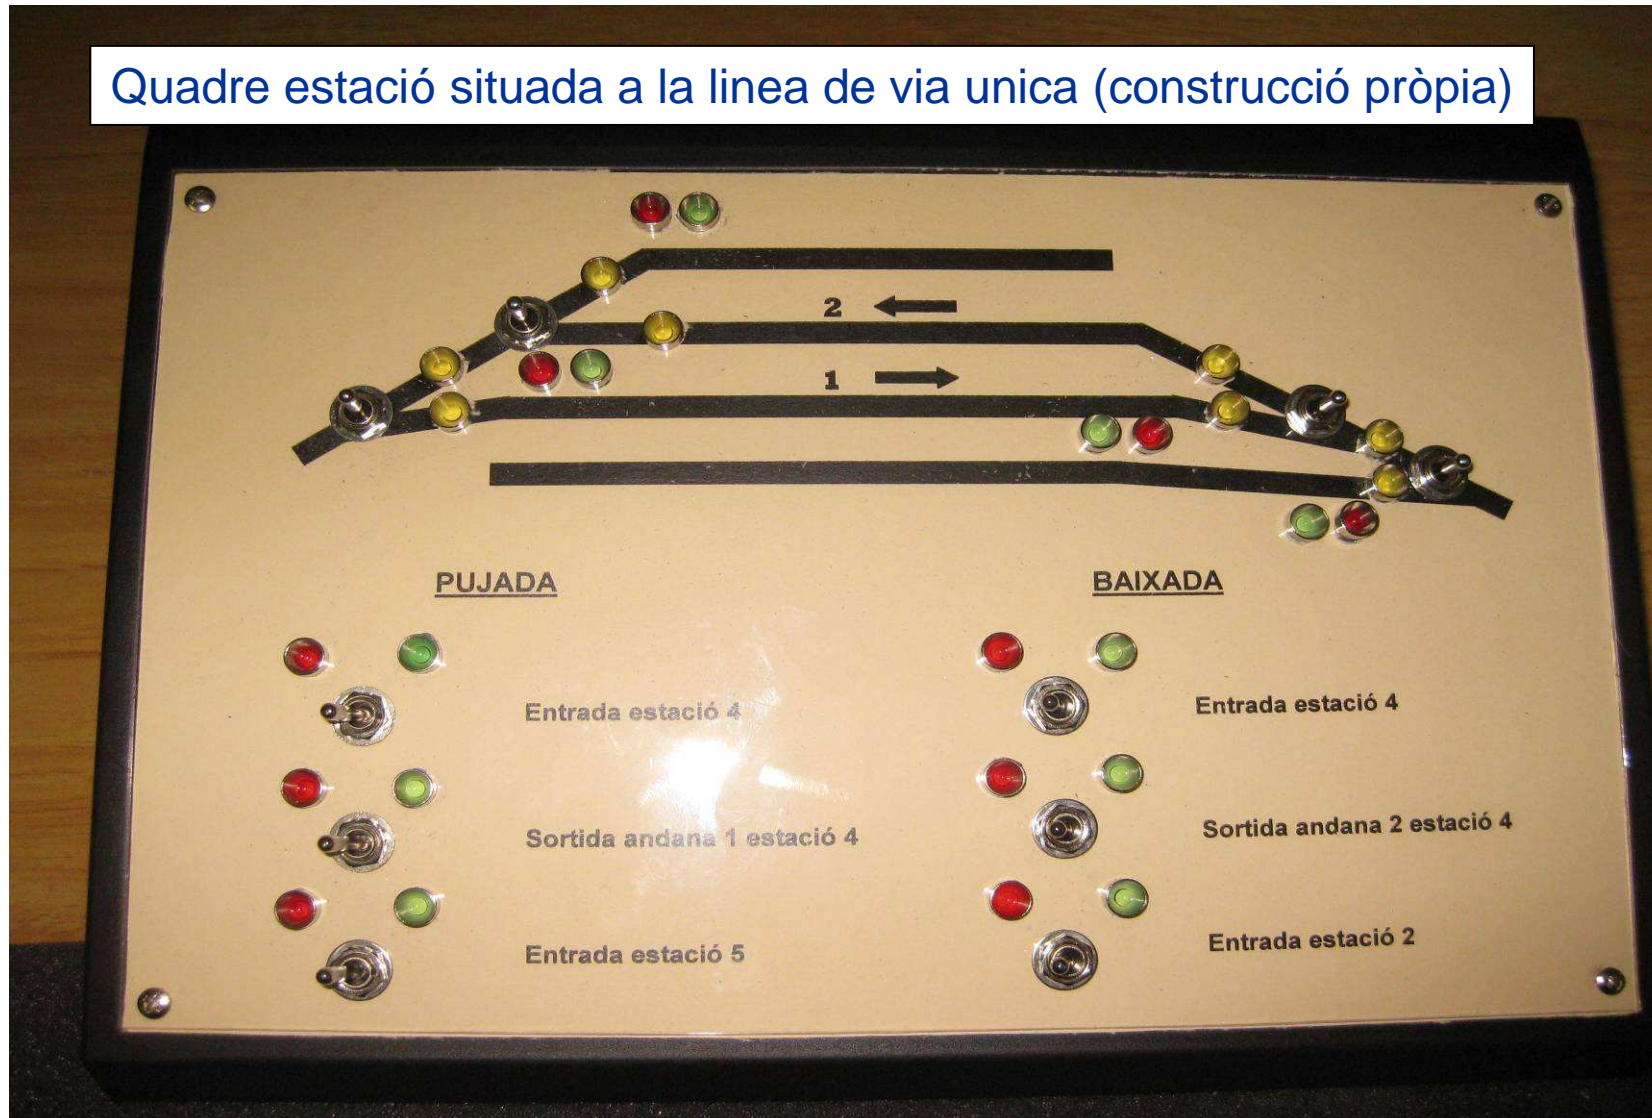 Quadre estació situada a la linea de via unica (construcció pròpia)
2
1
PUJADA
BAIXADA
Entrada estació 4
Entrada estació 4
Sortida andana 1 estació 4
Sortida andana 2 estació 4
Entrada estació 5
Entrada estació 2